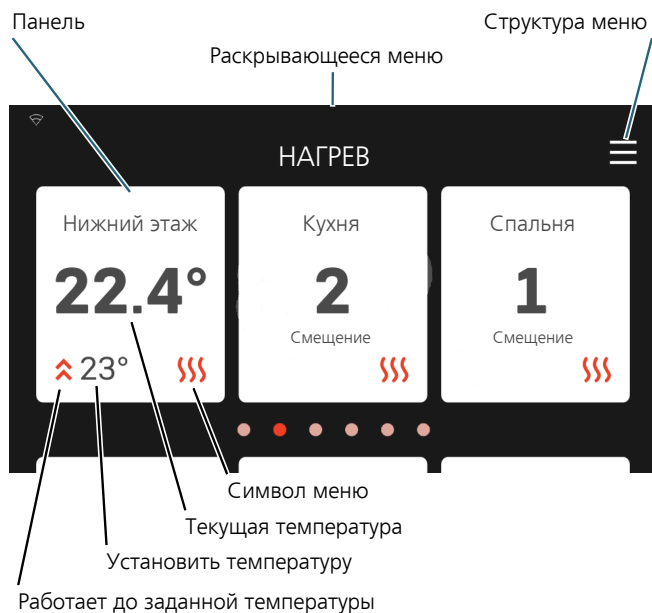 Панель
Структура меню
Раскрывающееся меню
НАГРЕВ
Нижний этаж
Кухня
Спальня
22.4°
2
1
Смещение
Смещение
23°
Символ меню
Текущая температура
Установить температуру
Работает до заданной температуры